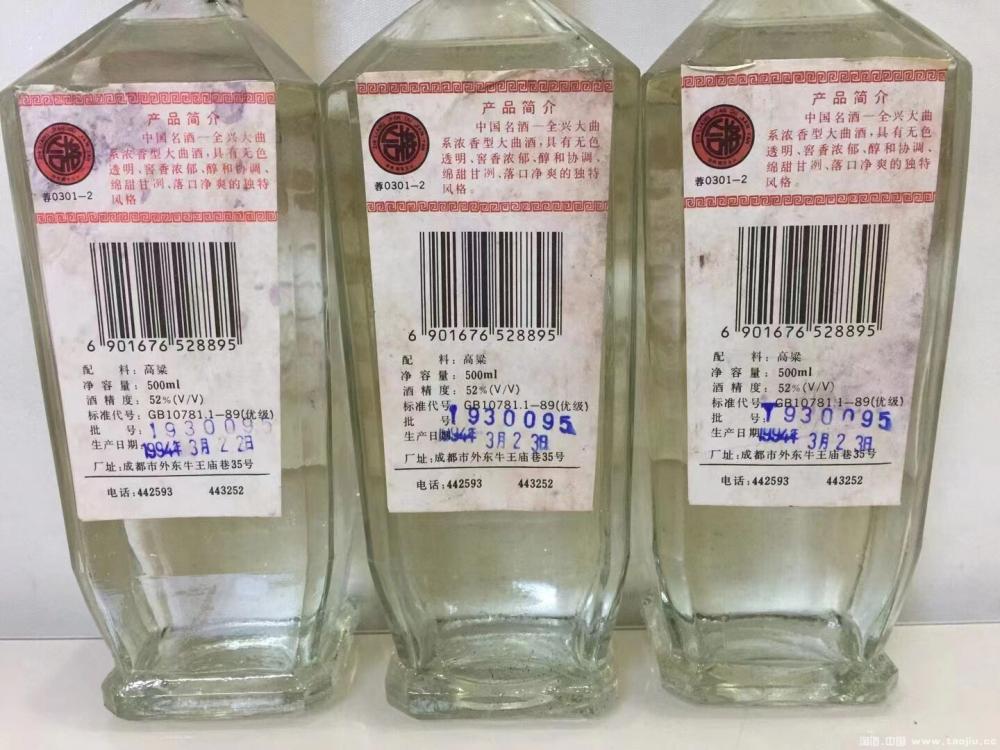 产品简介
中国名酒—全兴大曲
系浓香型大曲酒,具有无色
透明、窖香浓郁、醇和协调、
绵甜甘冽、落口净爽的独特
风格
蓉0301—2
6 901676 528895
配 料: 高粱
净容量: 500ml
酒精度: 52%(V/V)
标准代号: GB10781.1—89(优级)
批 号: 1930095
生产日期 1994年3月22日
厂址:成都市外东牛王庙巷35号
电话:442593 443252
产品简介
中国名酒—全兴大曲
系浓香型大曲酒,具有无色
透明、窖香浓郁、醇和协调、
绵甜甘冽、落口净爽的独特
风格。
蓉0301—2
6 901676 528895
配 料: 高粱
净容量: 500ml
酒精度: 52%(V/V)
标准代号: GB10781.1—89(优级)
批 号: 1930095
生产日期 1994年3月23日
厂址:成都市外东牛王庙巷35号
电话:442593 443252
产品简介
中国名酒—全兴大曲
系浓香型大曲酒,具有无色
透明、窖香浓郁、醇和协调、
绵甜甘冽、落口净爽的独特
风格。
蓉0301—2
6 901676 528895
配 料: 高粱
净容量: 500ml
酒精度: 52%(V/V)
标准代号: GB10781.1—89(优级)
批 号: 1930095
生产日期 1994年3月23日
厂址:成都市外东牛王庙巷35号
电话:442593 443252
淘酒.中国 www.taojiu.cc